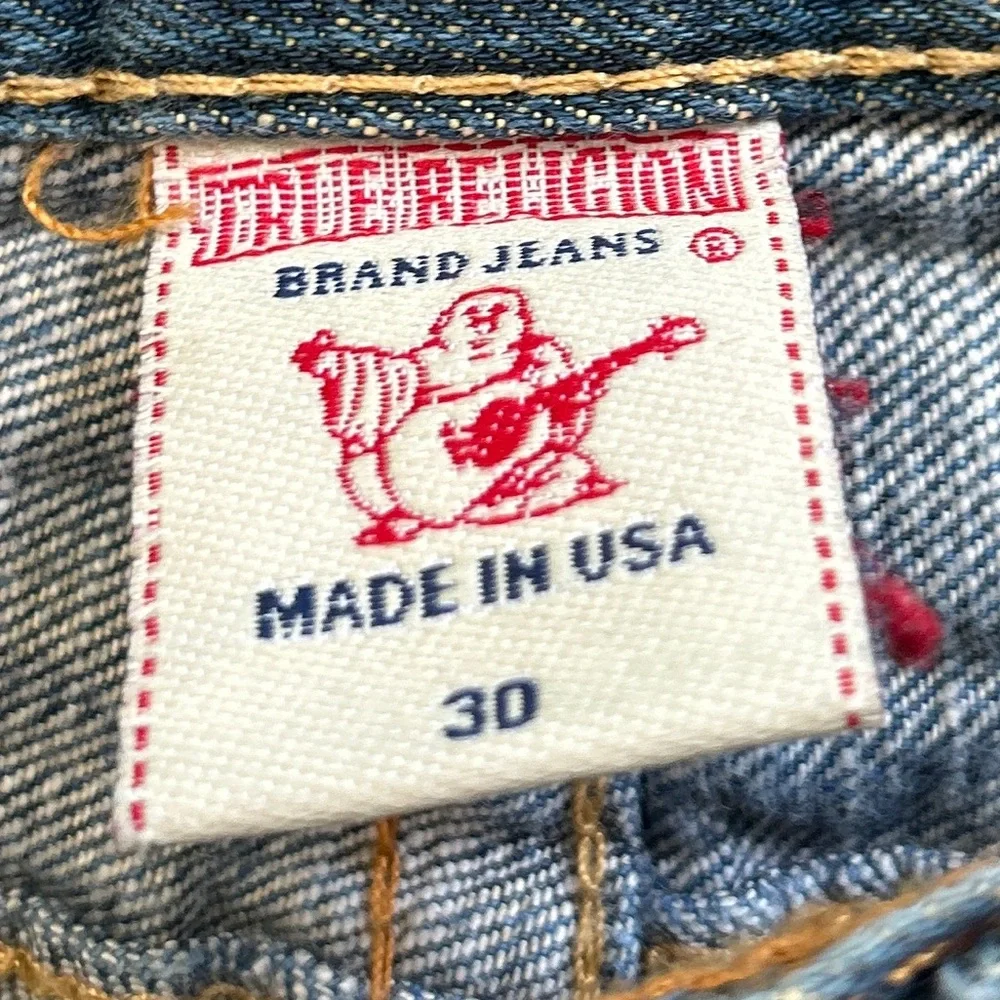 TRUE RELIGION
BRAND JEANS ®
MADE IN USA
30